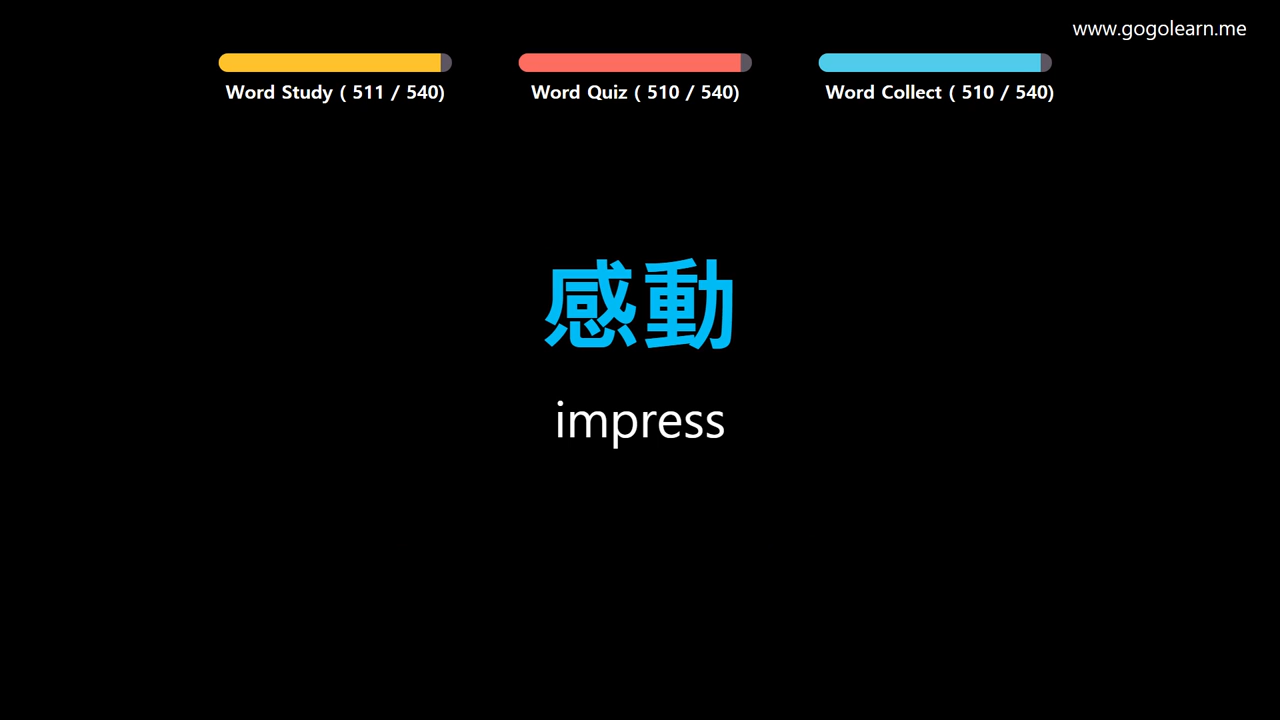 www.gogolearn.me
Word Study ( 511 / 540)
Word Quiz ( 510 / 540)
Word Collect ( 510 / 540)
感動
impress